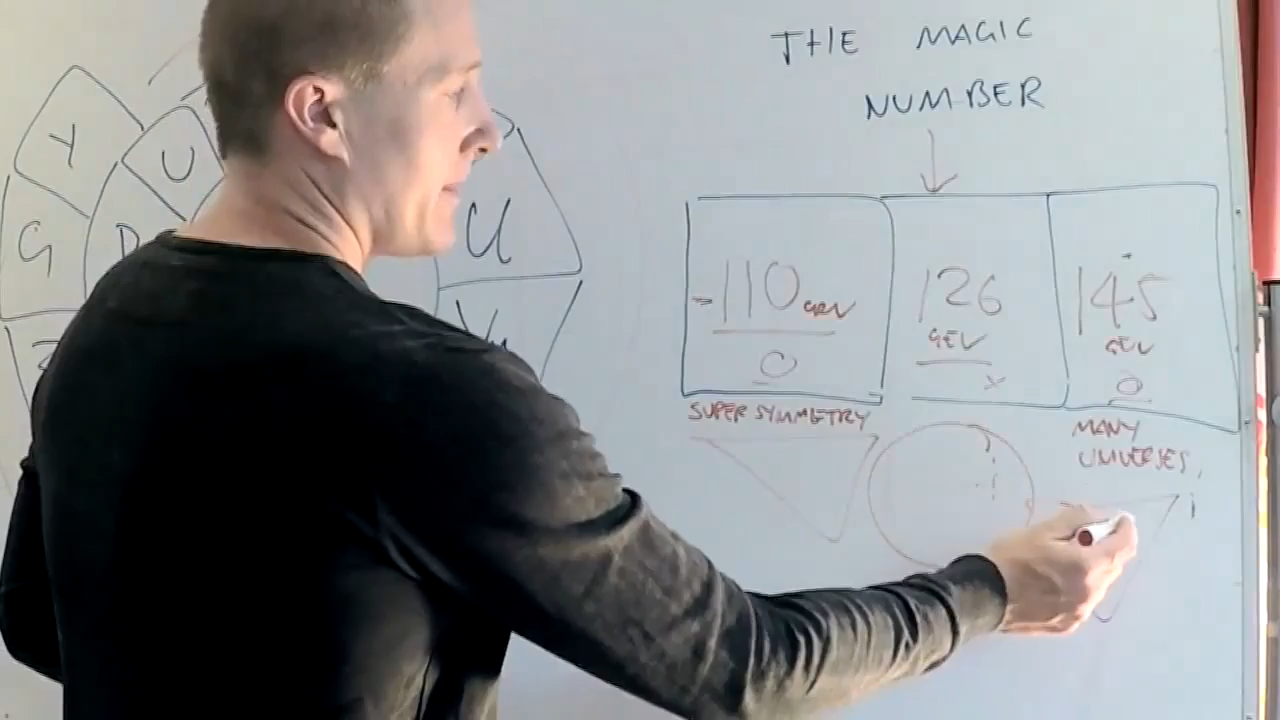 THE MAGIC
NUMBER
Y
U
G
D
U
-110 GEV
O
126
GEV
x
145
GEV
O
SUPER SYMMETRY
MANY
UNIVERSES,